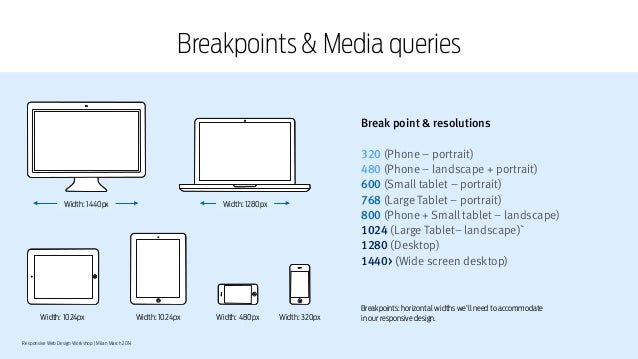 Breakpoints & Media queries
Width: 1440px
Width: 1280px
Width: 1024px
Width: 1024px
Width: 480px
Width: 320px
Break point & resolutions
320 (Phone – portrait)
480 (Phone – landscape + portrait)
600 (Small tablet – portrait)
768 (Large Tablet – portrait)
800 (Phone + Small tablet – landscape)
1024 (Large Tablet– landscape)`
1280 (Desktop)
1440> (Wide screen desktop)
Breakpoints: horizontal widths we'll need to accommodate
in our responsive design.
Responsive Web Design Workshop | Milan March 2014